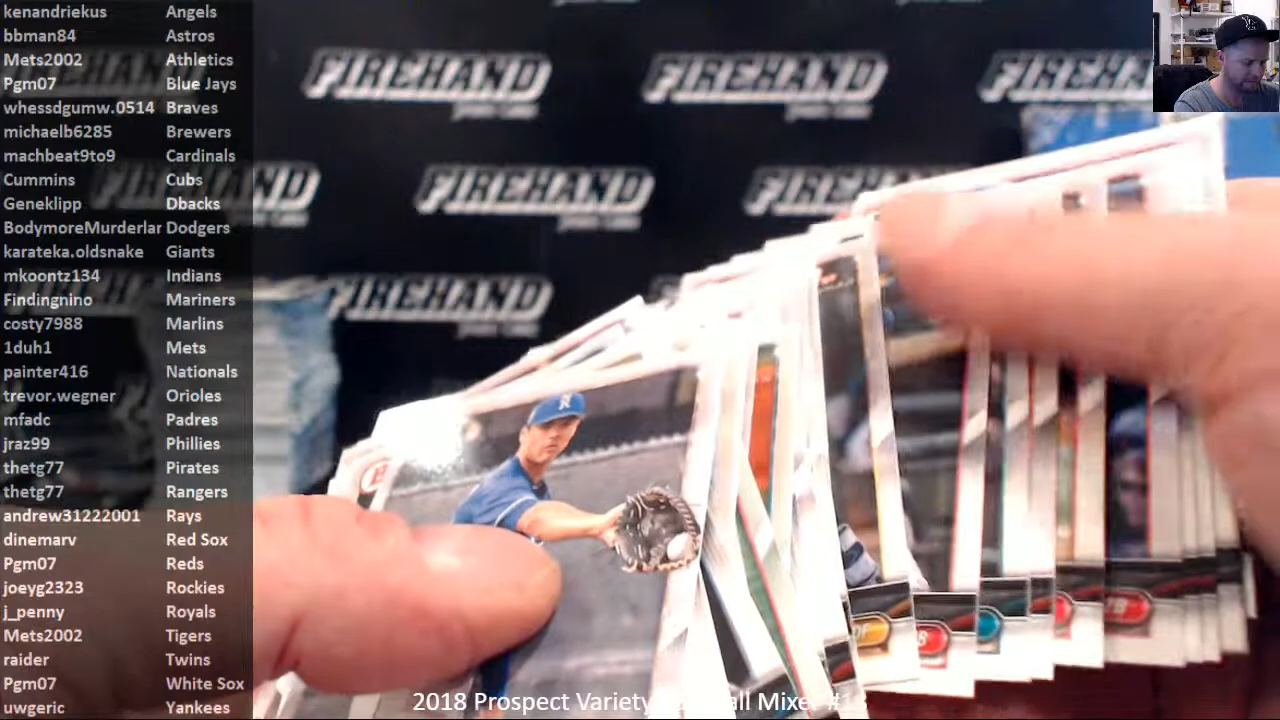 kenandriekus Angels
bbman84 Astros
Mets2002 Athletics
Pgm07 Blue Jays
whessdgumw.0514 Braves
michaelb6285 Brewers
machbeat9to9 Cardinals
Cummins Cubs
Geneklipp Dbacks
BodymoreMurderlar Dodgers
karateka.oldsnake Giants
mkoontz134 Indians
Findingnino Mariners
costy7988 Marlins
1duh1 Mets
painter416 Nationals
trevor.wegner Orioles
mfadc Padres
jraz99 Phillies
thetg77 Pirates
thetg77 Rangers
andrew31222001 Rays
dinemarv Red Sox
Pgm07 Reds
joeyg2323 Rockies
j_penny Royals
Mets2002 Tigers
raider Twins
Pgm07 White Sox
uwgeric Yankees
FIREHAND FIREHAND FIREHAND
FIREHAND FIREHAND FIREHAND
FIREHAND
2018 Prospect Variety Mixer